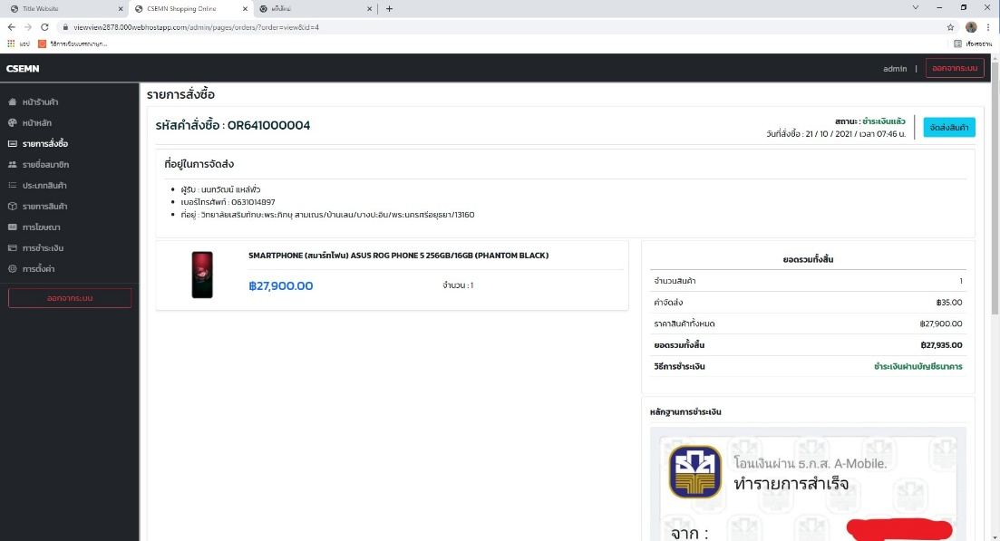 Title Website
CSEMN Shopping Online
แท็บใหม่
viewview2878.000webhostapp.com/admin/pages/orders/?order=view&id=4
แอป
วิธีการเขียนบรรณานุก...
เรื่องรออ่าน
CSEMN
admin |
ออกจากระบบ
หน้าร้านค้า
หน้าหลัก
รายการสั่งซื้อ
รายชื่อสมาชิก
ประเภทสินค้า
รายการสินค้า
การโฆษณา
การชำระเงิน
การตั้งค่า
ออกจากระบบ
รายการสั่งซื้อ
รหัสคำสั่งซื้อ : OR641000004
สถานะ : ชำระเงินแล้ว
วันที่สั่งซื้อ : 21 / 10 / 2021 / เวลา 07:46 น.
จัดส่งสินค้า
ที่อยู่ในการจัดส่ง
ผู้รับ : นนทวัฒน์ แหล่พั่ว
เบอร์โทรศัพท์ : 0631014897
ที่อยู่ : วิทยาลัยเสริมทักษะพระภิกษุ สามเณร/บ้านเลน/บางปะอิน/พระนครศรีอยุธยา/13160
SMARTPHONE (สมาร์ทโฟน) ASUS ROG PHONE 5 256GB/16GB (PHANTOM BLACK)
฿27,900.00
จำนวน : 1
ยอดรวมทั้งสิ้น
จำนวนสินค้า 1
ค่าจัดส่ง ฿35.00
ราคาสินค้าทั้งหมด ฿27,900.00
ยอดรวมทั้งสิ้น ฿27,935.00
วิธีการชำระเงิน ชำระเงินผ่านบัญชีธนาคาร
หลักฐานการชำระเงิน
โอนเงินผ่าน ธ.ก.ส. A-Mobile.
ทำรายการสำเร็จ
จาก :